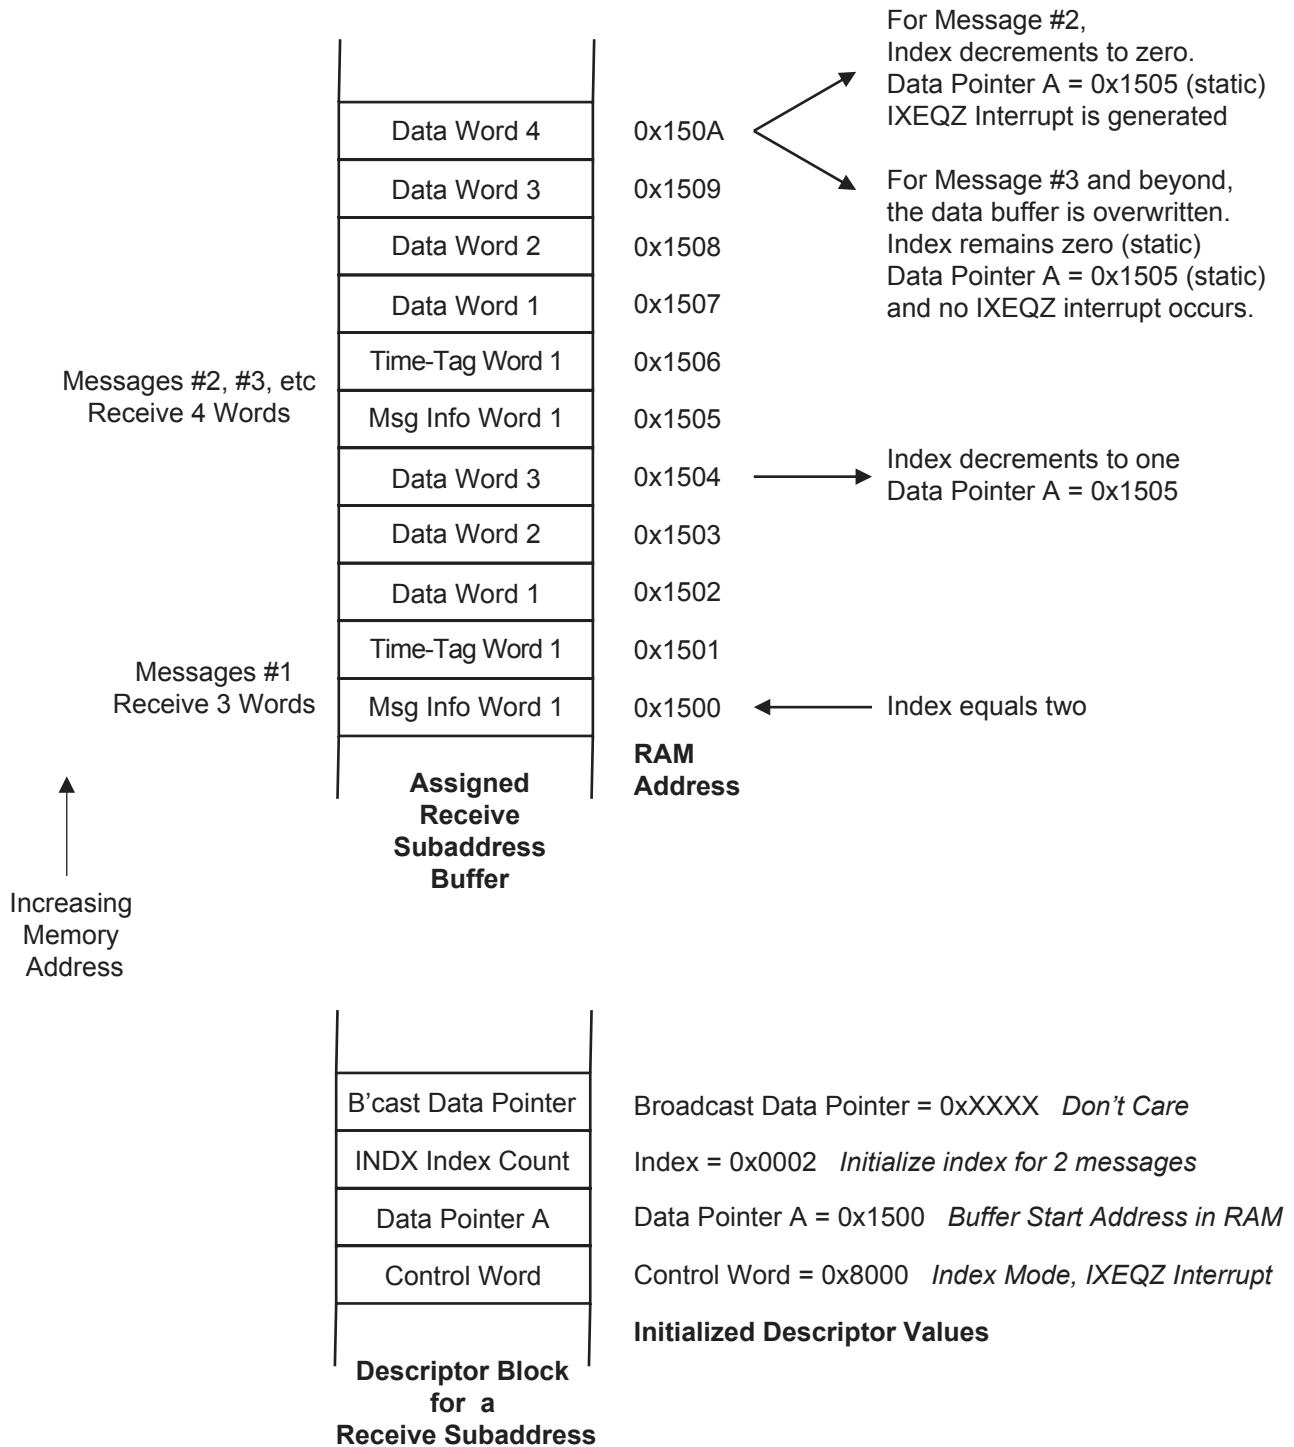 For Message #2,
Index decrements to zero.
Data Pointer A = 0x1505 (static)
IXEQZ Interrupt is generated
Data Word 4 0x150A
For Message #3 and beyond,
the data buffer is overwritten.
Index remains zero (static)
Data Pointer A = 0x1505 (static)
and no IXEQZ interrupt occurs.
Data Word 3 0x1509
Data Word 2 0x1508
Data Word 1 0x1507
Time-Tag Word 1 0x1506
Messages #2, #3, etc
Receive 4 Words
Msg Info Word 1 0x1505
Data Word 3 0x1504
Index decrements to one
Data Pointer A = 0x1505
Data Word 2 0x1503
Data Word 1 0x1502
Time-Tag Word 1 0x1501
Messages #1
Receive 3 Words
Msg Info Word 1 0x1500 Index equals two
RAM
Address
Assigned
Receive
Subaddress
Buffer
Increasing
Memory
Address
B'cast Data Pointer Broadcast Data Pointer = 0xXXXX Don't Care
INDX Index Count Index = 0x0002 Initialize index for 2 messages
Data Pointer A Data Pointer A = 0x1500 Buffer Start Address in RAM
Control Word Control Word = 0x8000 Index Mode, IXEQZ Interrupt
Initialized Descriptor Values
Descriptor Block
for a
Receive Subaddress